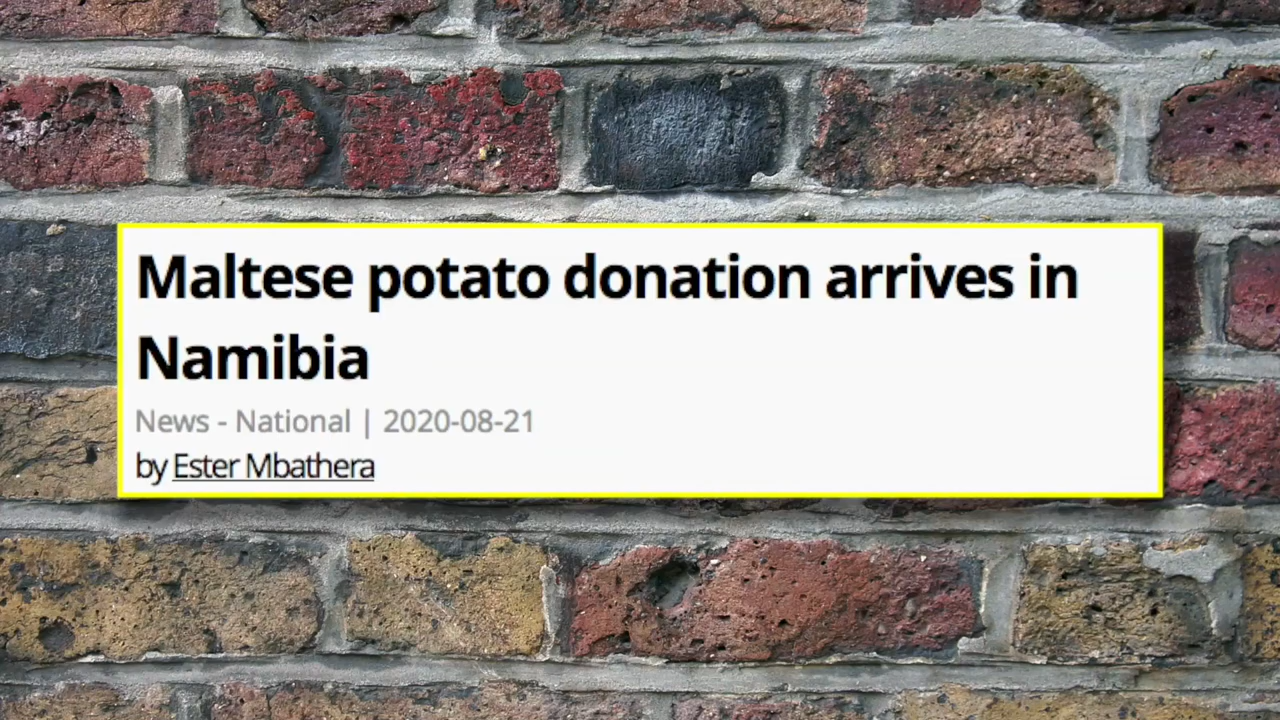 Maltese potato donation arrives in
Namibia
News - National | 2020-08-21
by Ester Mbathera